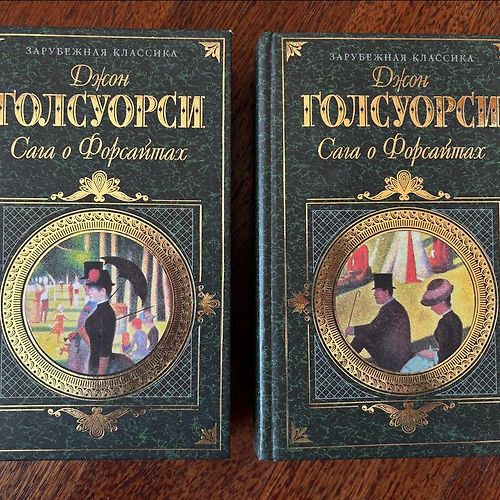 ЗАРУБЕЖНАЯ КЛАССИКА
Джон
ГОЛСУОРСИ
Сага о Форсайтах
ЗАРУБЕЖНАЯ КЛАССИКА
Джон
ГОЛСУОРСИ
Сага о Форсайтах